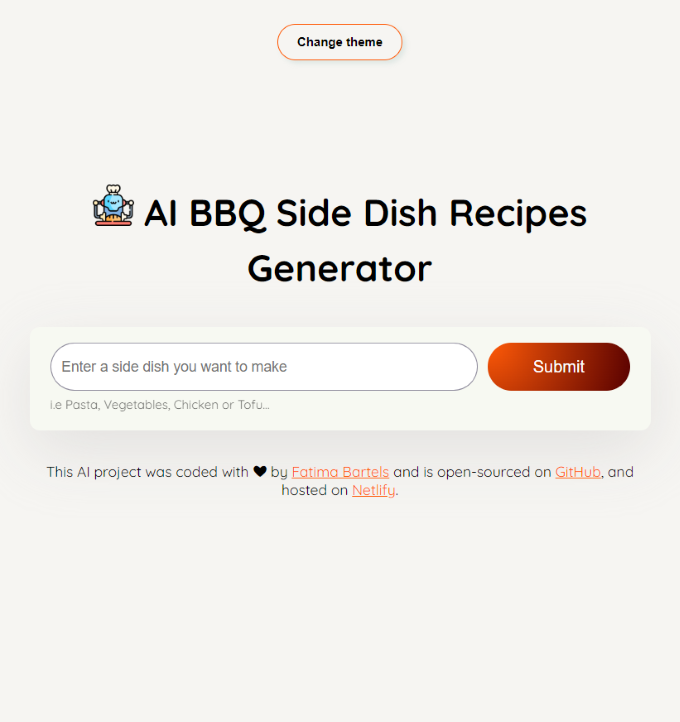 Change theme
AI BBQ Side Dish Recipes
Generator
Enter a side dish you want to make
Submit
i.e Pasta, Vegetables, Chicken or Tofu...
This AI project was coded with ♥ by Fatima Bartels and is open-sourced on GitHub, and
hosted on Netlify.